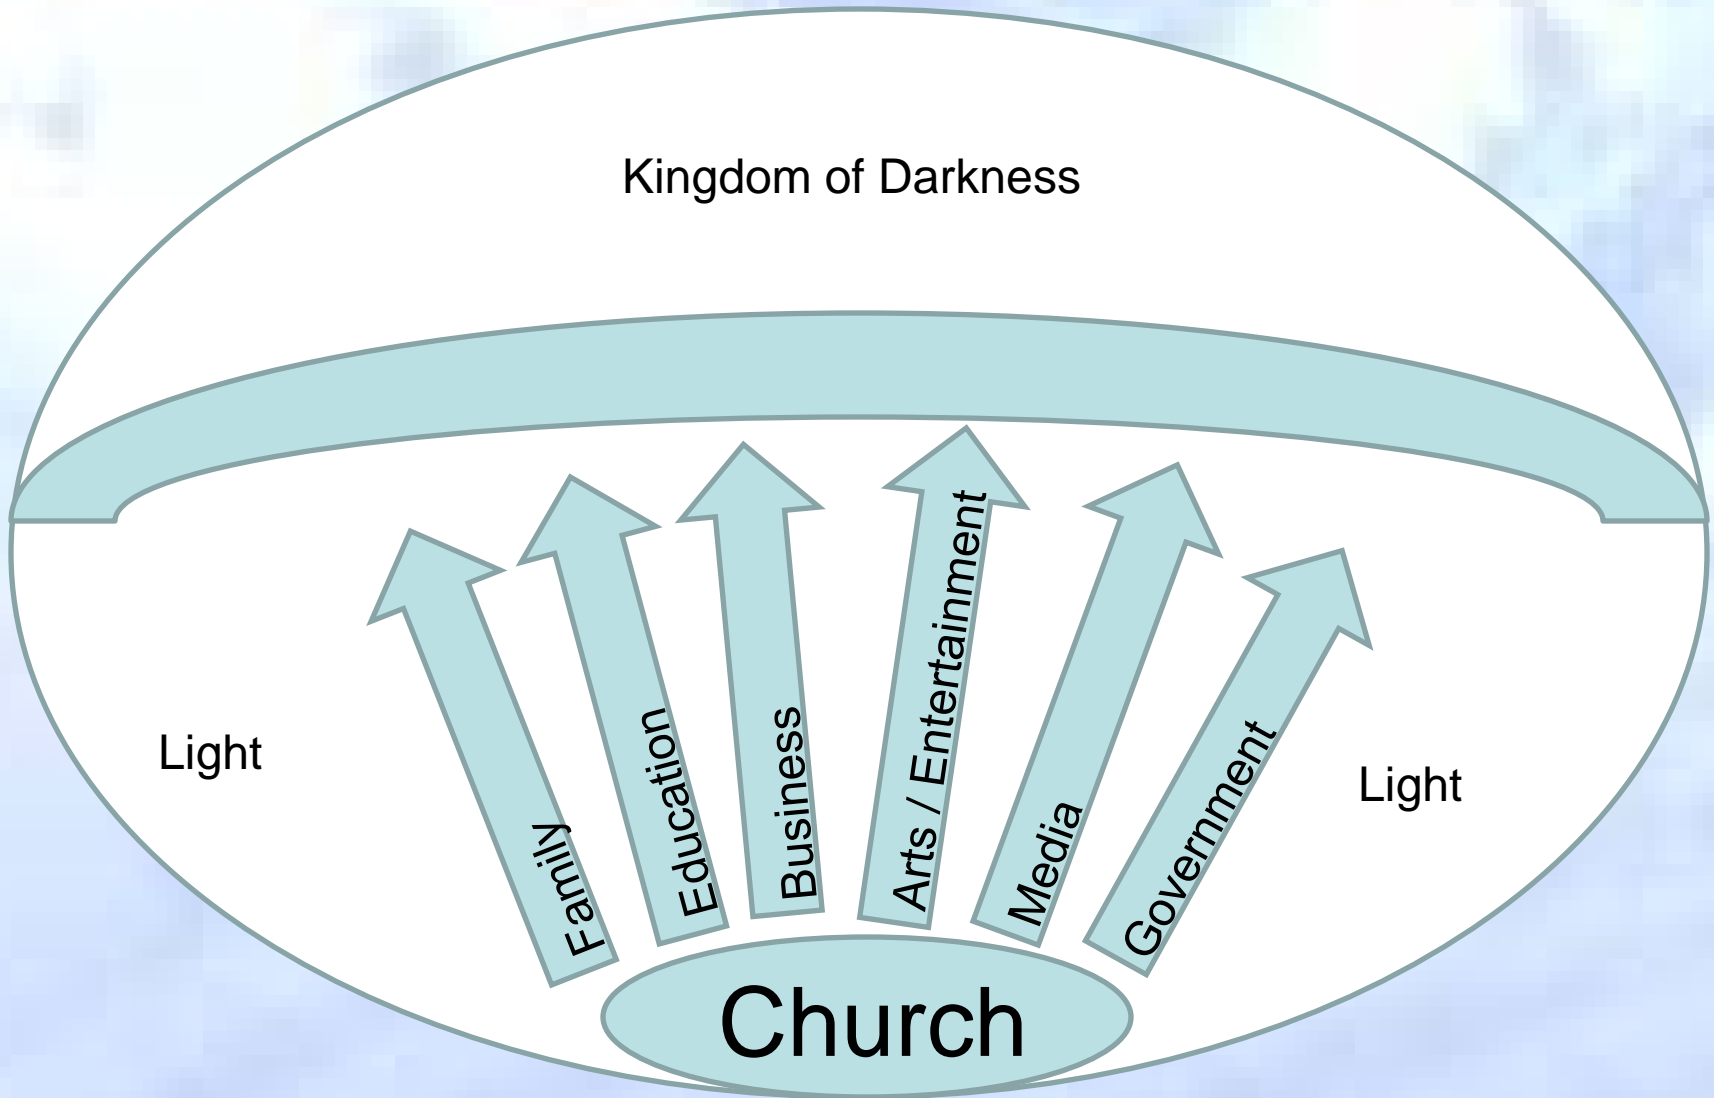 Kingdom of Darkness
Light
Family
Education
Business
Arts / Entertainment
Media
Government
Light
Church